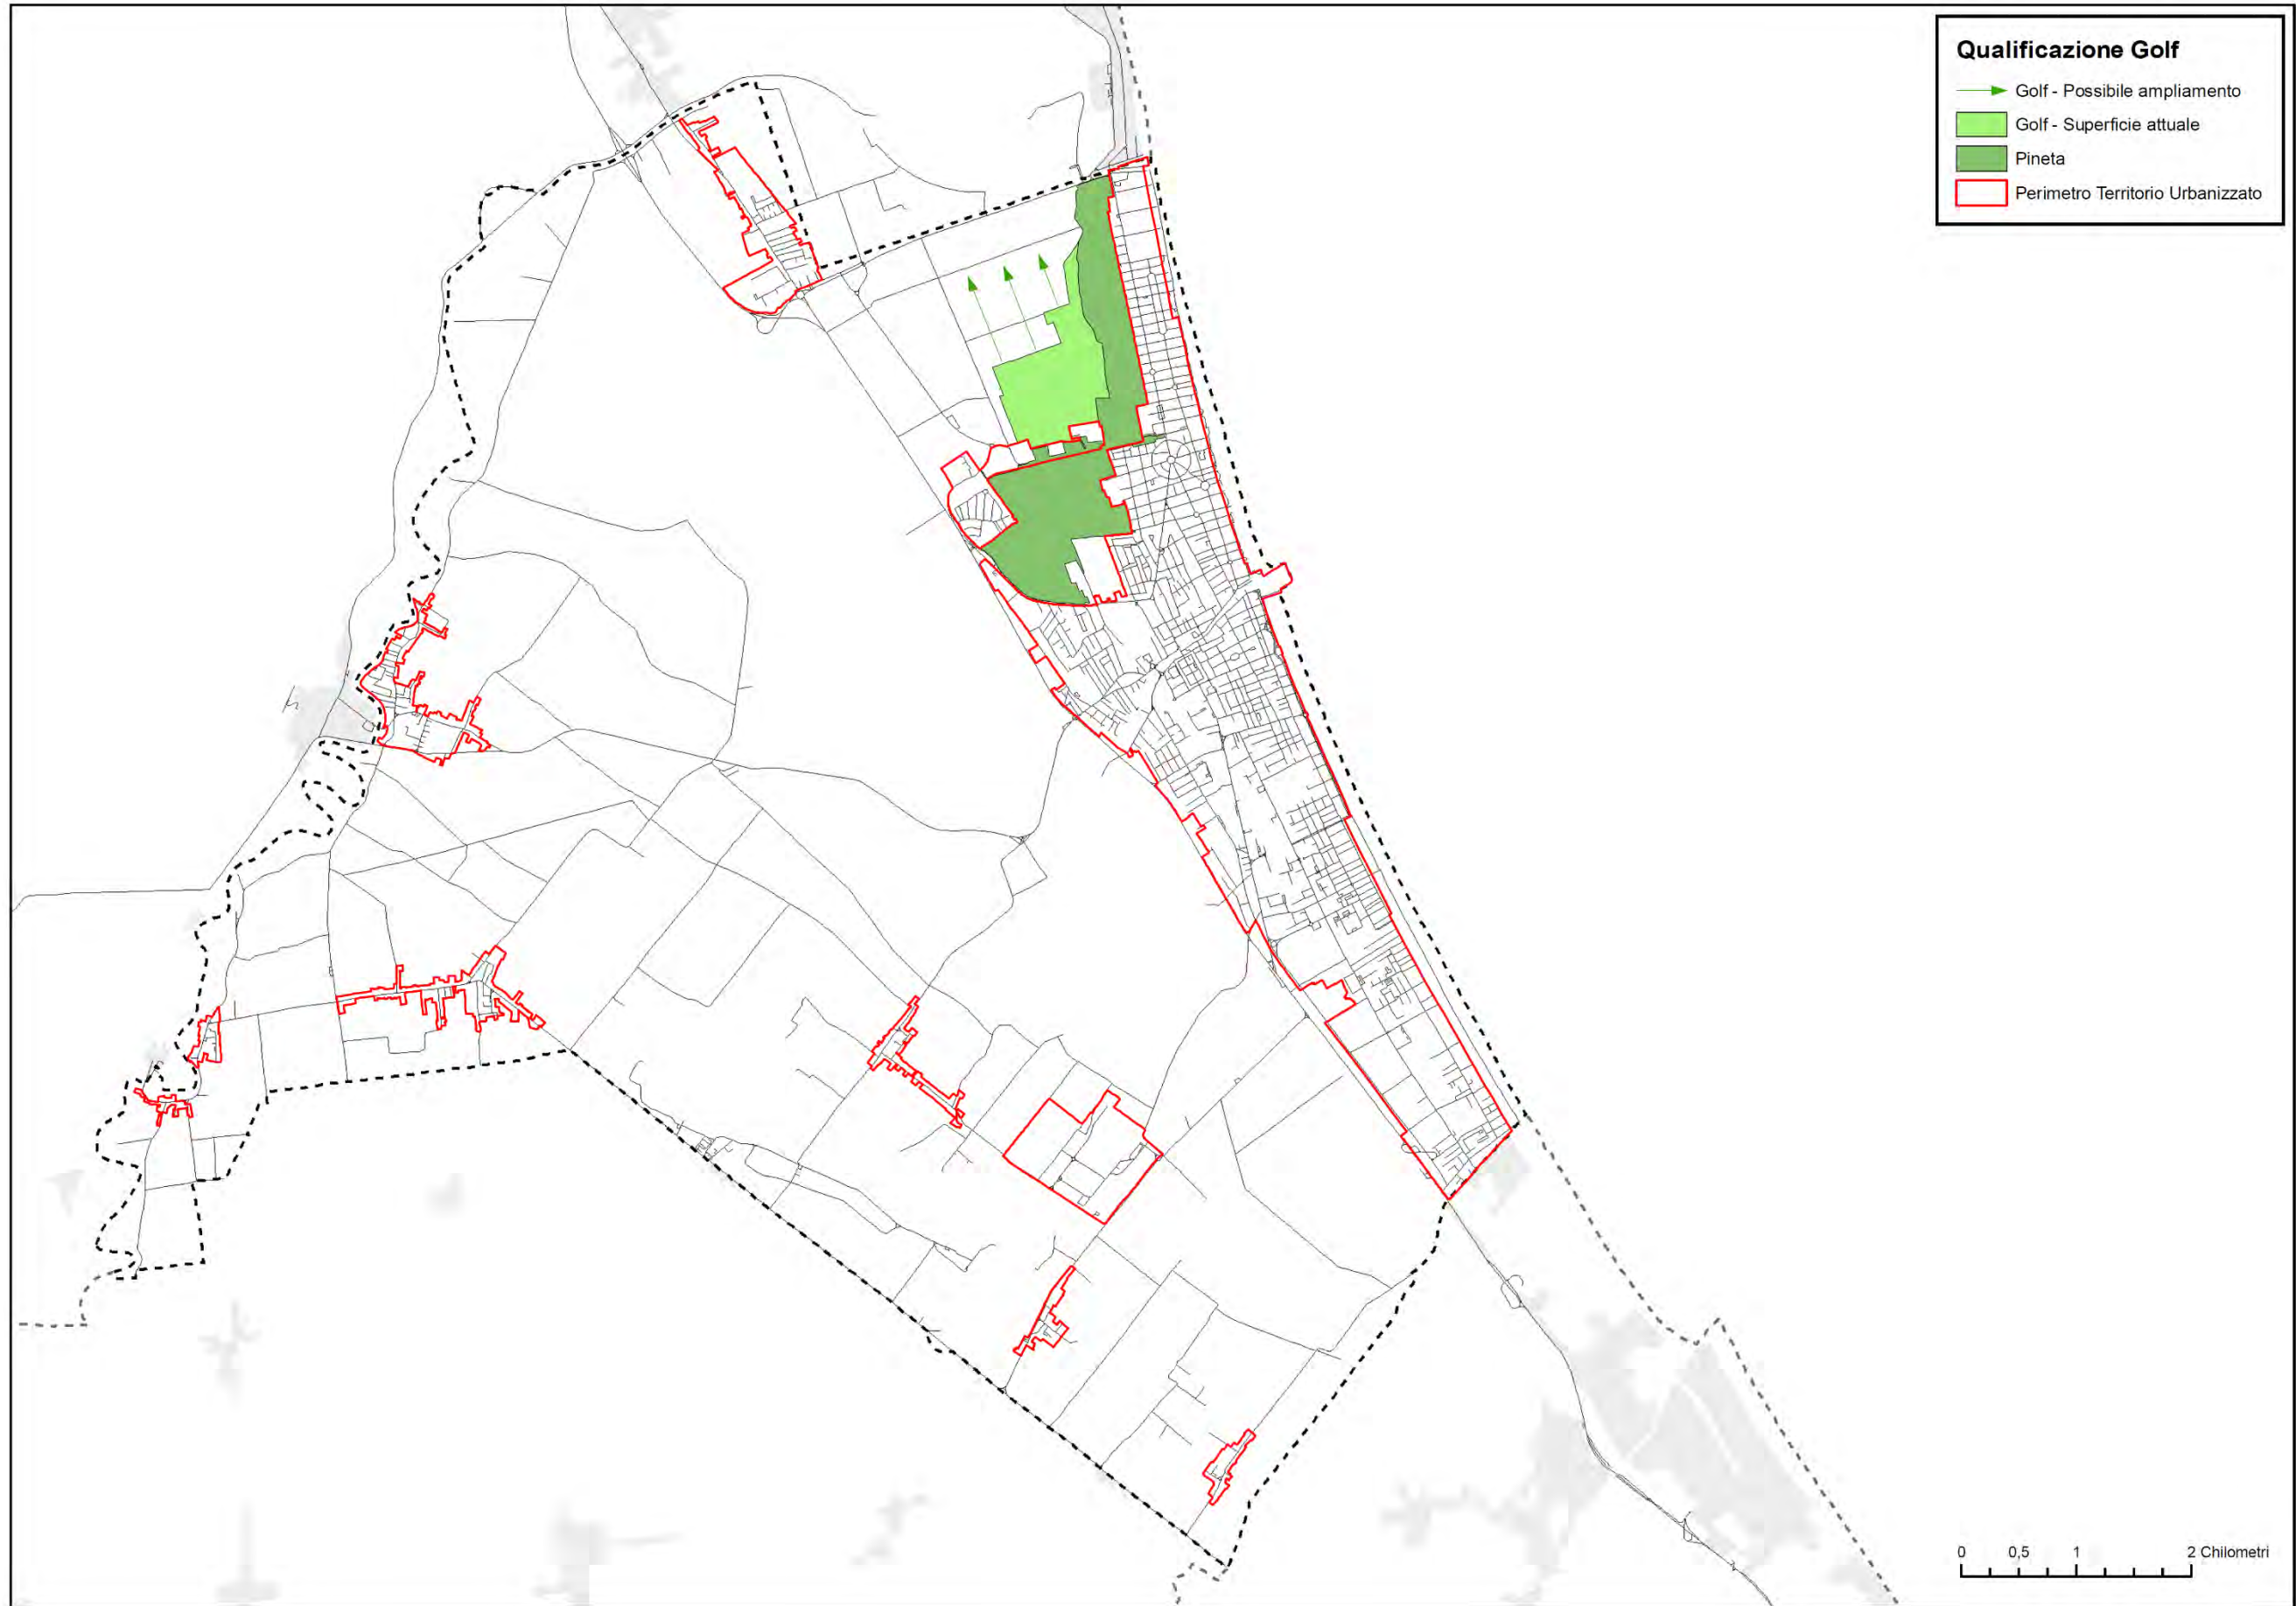 Qualificazione Golf
Golf - Possibile ampliamento
Golf - Superficie attuale
Pineta
Perimetro Territorio Urbanizzato
0 0,5 1 2 Chilometri